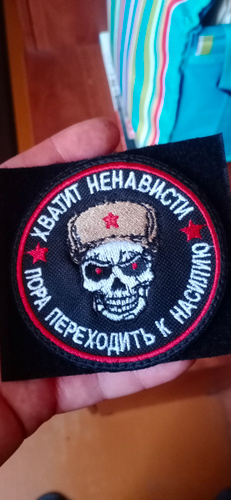 ХВАТИТ НЕНАВИСТИ
ПОРА ПЕРЕХОДИТЬ К НАСИЛИЮ